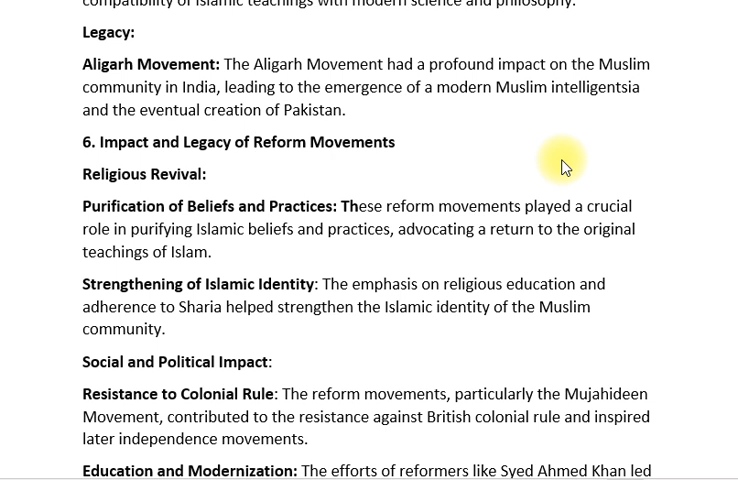 compatibility of Islamic teachings with modern science and philosophy.
Legacy:
Aligarh Movement: The Aligarh Movement had a profound impact on the Muslim
community in India, leading to the emergence of a modern Muslim intelligentsia
and the eventual creation of Pakistan.
6. Impact and Legacy of Reform Movements
Religious Revival:
Purification of Beliefs and Practices: These reform movements played a crucial
role in purifying Islamic beliefs and practices, advocating a return to the original
teachings of Islam.
Strengthening of Islamic Identity: The emphasis on religious education and
adherence to Sharia helped strengthen the Islamic identity of the Muslim
community.
Social and Political Impact:
Resistance to Colonial Rule: The reform movements, particularly the Mujahideen
Movement, contributed to the resistance against British colonial rule and inspired
later independence movements.
Education and Modernization: The efforts of reformers like Syed Ahmed Khan led